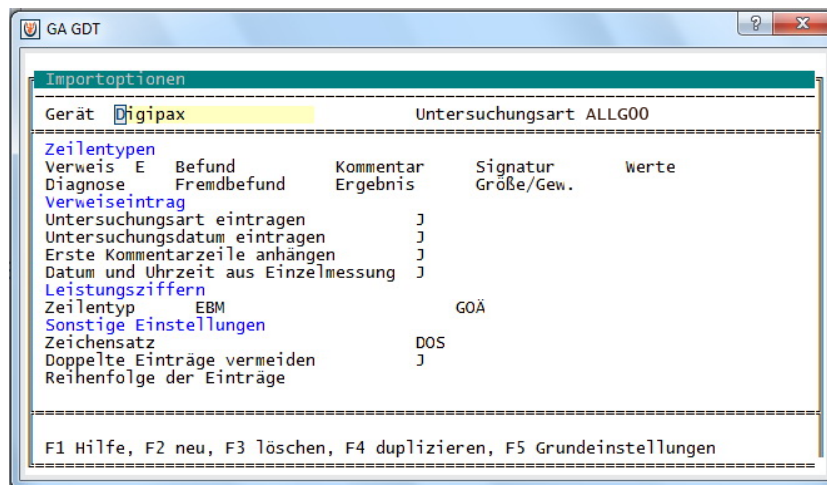 GA GDT
Importoptionen
Gerät Digipax Untersuchungsart ALLG00
Zeilentypen
Verweis E Befund Kommentar Signatur Werte
Diagnose Fremdbefund Ergebnis Größe/Gew.
Verweiseintrag
Untersuchungsart eintragen J
Untersuchungsdatum eintragen J
Erste Kommentarzeile anhängen J
Datum und Uhrzeit aus Einzelmessung J
Leistungsziffern
Zeilentyp EBM GOÄ
Sonstige Einstellungen
Zeichensatz DOS
Doppelte Einträge vermeiden J
Reihenfolge der Einträge
F1 Hilfe, F2 neu, F3 löschen, F4 duplizieren, F5 Grundeinstellungen